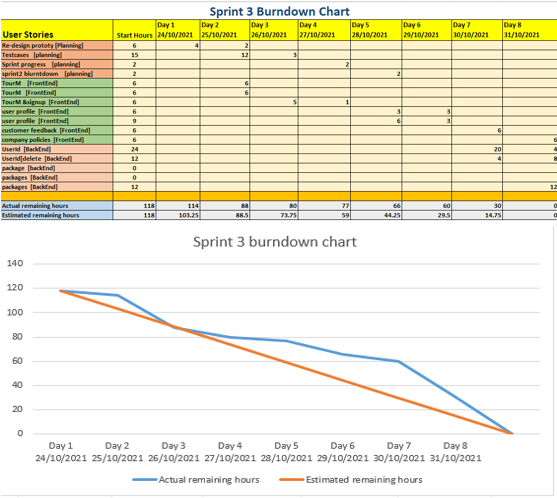 Sprint 3 Burndown Chart
User Stories Start Hours Day 1 24/10/2021 Day 2 25/10/2021 Day 3 26/10/2021 Day 4 27/10/2021 Day 5 28/10/2021 Day 6 29/10/2021 Day 7 30/10/2021 Day 8 31/10/2021
Re-design prototy [Planning] 6 4 2
Testcases [planning] 15 12 3
Sprint progress [planning] 2 2
sprint2 biurntdown [planning] 2 2
TourM [FrontEnd] 6 6
TourM [FrontEnd] 6 6
TourM &signup [FrontEnd] 6 5 1
user profile [FrontEnd] 6 3 3
user profile [FrontEnd] 9 6 3
customer feedback [FrontEnd] 6 6
company policies [FrontEnd] 6 6
UserId [BackEnd] 24 20 4
UserId[delete [BackEnd] 12 4 8
package [backEnd] 0
packages [BackEnd] 0
packages [BackEnd] 12 12
Actual remaining hours 118 114 88 80 77 66 60 30 0
Estimated remaining hours 118 103.25 88.5 73.75 59 44.25 29.5 14.75 0
Sprint 3 burndown chart
140
120
100
80
60
40
20
0
Day 1 Day 2 Day 3 Day 4 Day 5 Day 6 Day 7 Day 8
24/10/2021 25/10/2021 26/10/2021 27/10/2021 28/10/2021 29/10/2021 30/10/2021 31/10/2021
Actual remaining hours Estimated remaining hours